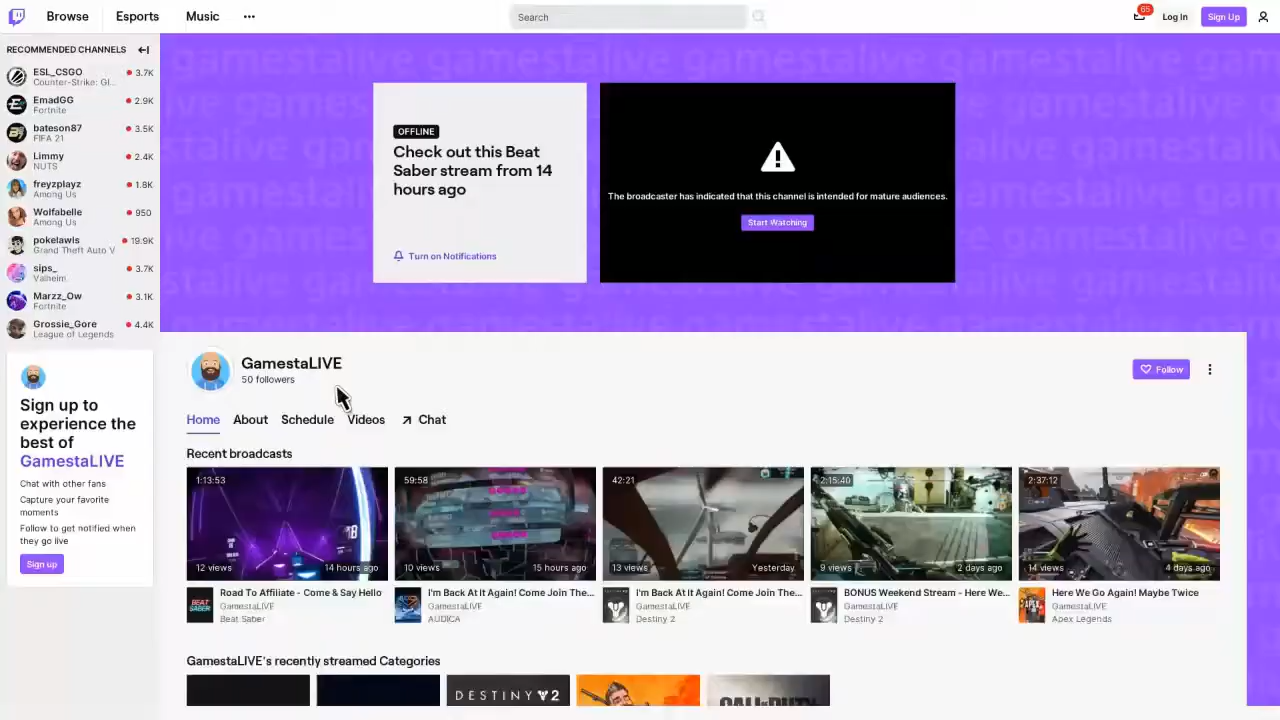 Browse
Esports
Music
Search
65
Log In
Sign Up
RECOMMENDED CHANNELS
ESL_CSGO
3.7K
Counter-Strike: Gl...
EmadGG
2.9K
Fortnite
bateson87
3.5K
FIFA 21
Limmy
2.4K
NUTS
freyzplayz
1.8K
Among Us
Wolfabelle
950
Among Us
pokelawls
19.9K
Grand Theft Auto V
sips_
3.7K
Valheim
Marzz_Ow
3.1K
Fortnite
Grossie_Gore
4.4K
League of Legends
Sign up to
experience the
best of
GamestaLIVE
Chat with other fans
Capture your favorite
moments
Follow to get notified when
they go live
Sign up
OFFLINE
Check out this Beat
Saber stream from 14
hours ago
Turn on Notifications
The broadcaster has indicated that this channel is intended for mature audiences.
Start Watching
GamestaLIVE
50 followers
Follow
Home
About
Schedule
Videos
Chat
Recent broadcasts
1:13:53
12 views
14 hours ago
BEAT
SABER
Road To Affiliate - Come & Say Hello
GamestaLIVE
Beat Saber
59:58
10 views
15 hours ago
I'm Back At It Again! Come Join The...
GamestaLIVE
AUDICA
42:21
13 views
Yesterday
I'm Back At It Again! Come Join The...
GamestaLIVE
Destiny 2
2:15:40
9 views
2 days ago
BONUS Weekend Stream - Here We...
GamestaLIVE
Destiny 2
2:37:12
14 views
4 days ago
Here We Go Again! Maybe Twice
GamestaLIVE
Apex Legends
GamestaLIVE's recently streamed Categories
DESTINY 2
CALL OF DUTY